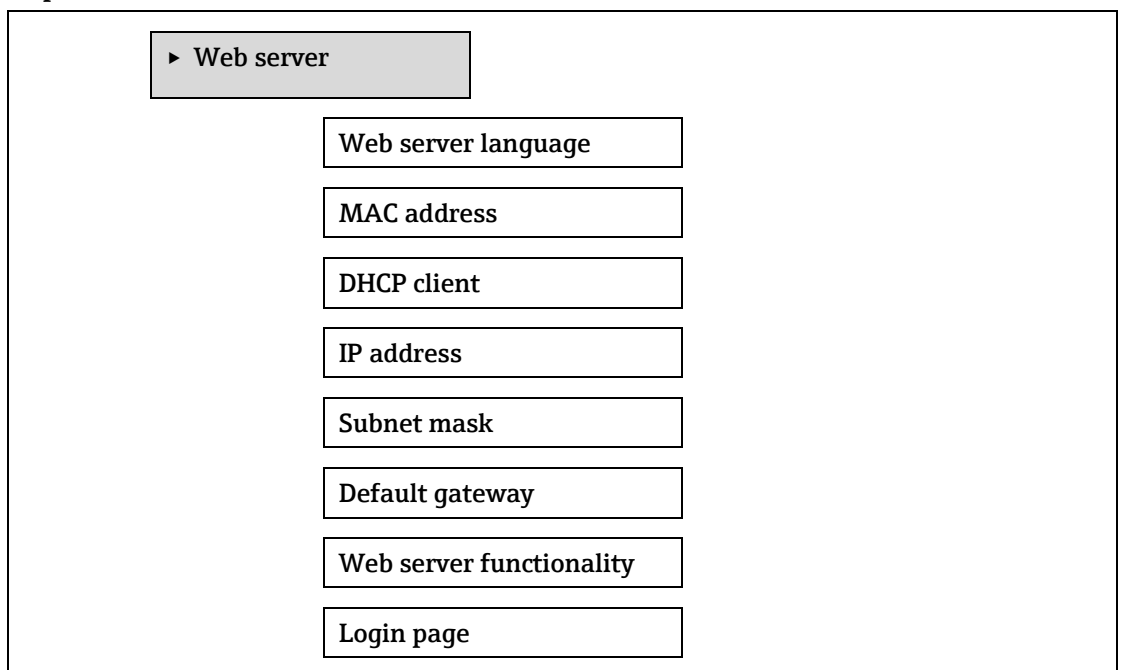 ▸ Web server
Web server language
MAC address
DHCP client
IP address
Subnet mask
Default gateway
Web server functionality
Login page